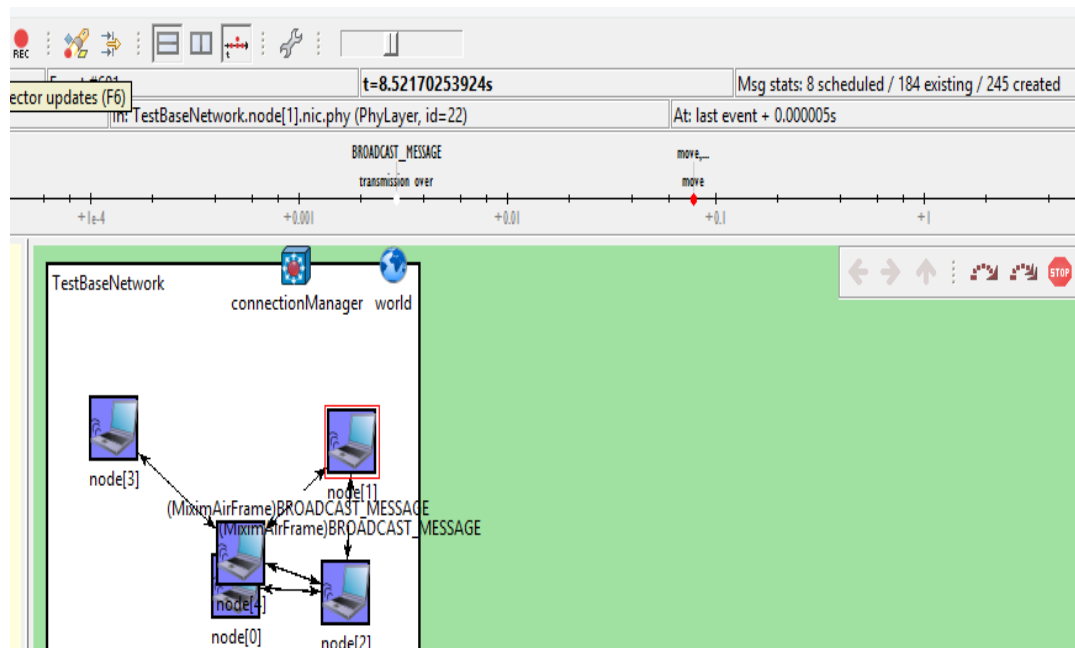 REC
t
t=8.52170253924s
Msg stats: 8 scheduled / 184 existing / 245 created
ector updates (F6)
In: TestBaseNetwork.node[1].nic.phy (PhyLayer, id=22)
At: last event + 0.000005s
BROADCAST_MESSAGE
move,...
transmission over
move
+1e-4
+0.001
+0.01
+0.1
+1
STOP
TestBaseNetwork
connectionManager
world
node[3]
node[1]
(MiximAirFrame)BROADCAST_MESSAGE
(MiximAirFrame)BROADCAST_MESSAGE
node[4]
node[0]
node[2]